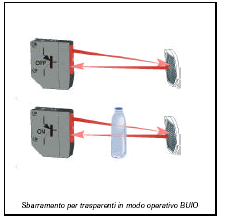 OFF
ON
Sbarramento per trasparenti in modo operativo BUIO